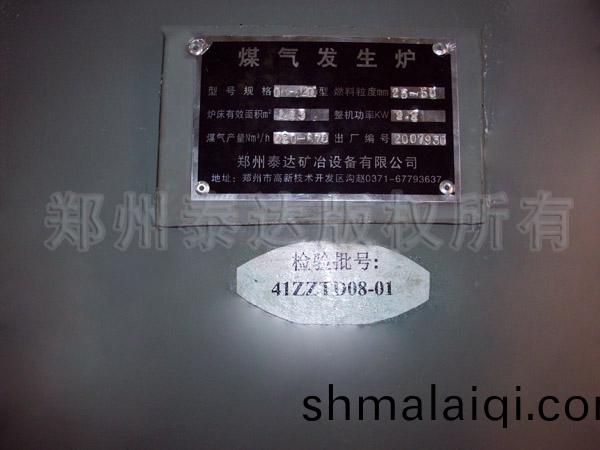 煤气发生炉
型号规格 型 燃料粒度mm 25~50
炉床有效面积m² 整机功率KW
煤气产量Nm³/h 出厂编号 200793
郑州泰达矿冶设备有限公司
地址:郑州市高新技术开发区沟赵0371-67793637
郑州泰达版权所有
检验批号:
41ZZTD08-01
shmalaiqi.co